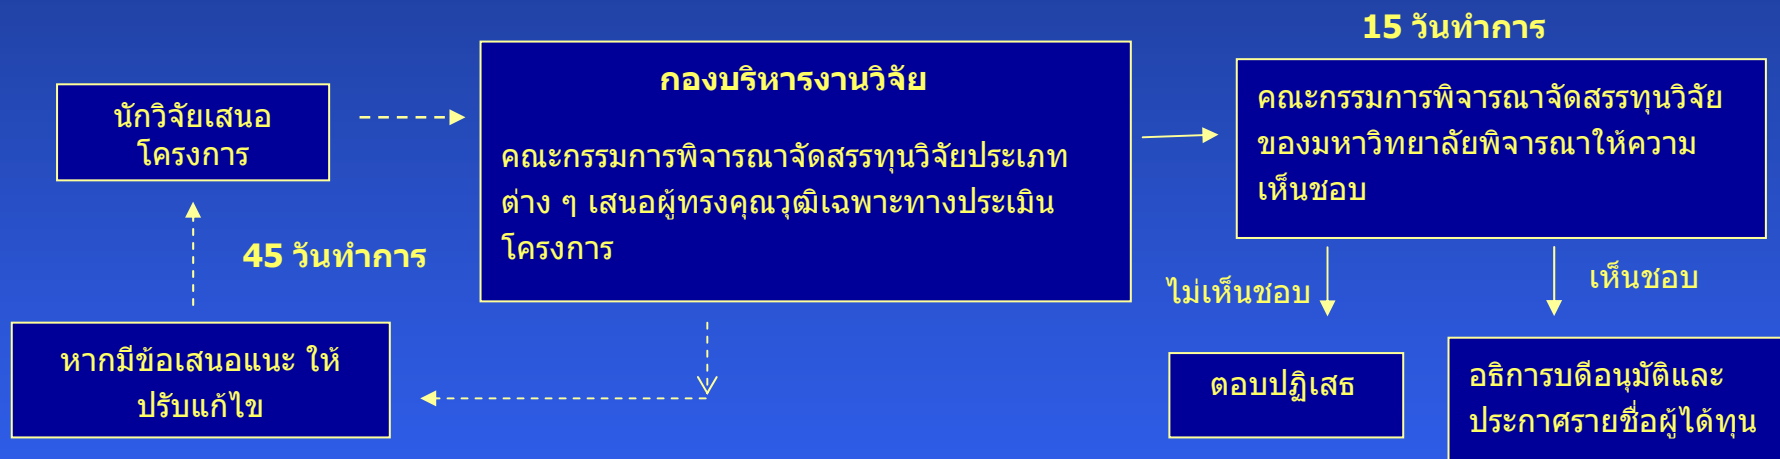 15 วันทำการ
นักวิจัยเสนอ
โครงการ
กองบริหารงานวิจัย
คณะกรรมการพิจารณาจัดสรรทุนวิจัยประเภท
ต่าง ๆ เสนอผู้ทรงคุณวุฒิเฉพาะทางประเมิน
โครงการ
คณะกรรมการพิจารณาจัดสรรทุนวิจัย
ของมหาวิทยาลัยพิจารณาให้ความ
เห็นชอบ
45 วันทำการ
ไม่เห็นชอบ
เห็นชอบ
หากมีข้อเสนอแนะ ให้
ปรับแก้ไข
ตอบปฏิเสธ
อธิการบดีอนุมัติและ
ประกาศรายชื่อผู้ได้ทุน